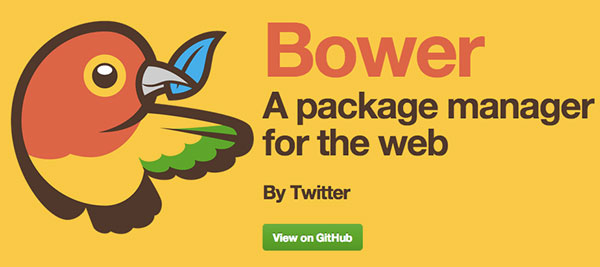 Bower
A package manager
for the web
By Twitter
View on GitHub